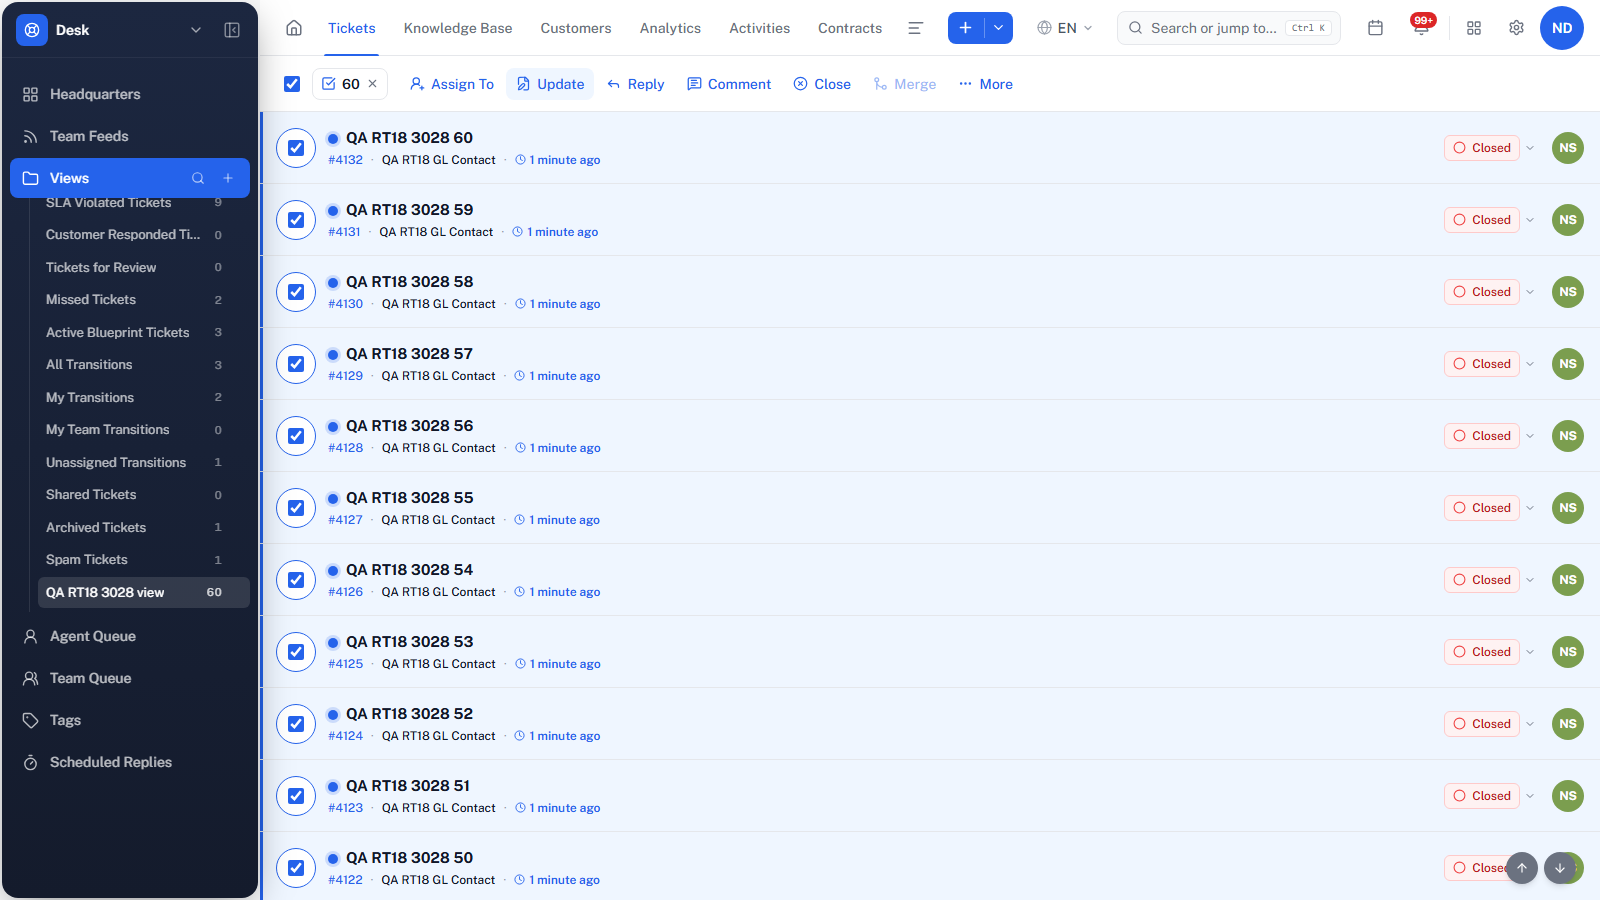 Desk
Headquarters
Team Feeds
Views
SLA Violated Tickets 9
Customer Responded Ti... 0
Tickets for Review 0
Missed Tickets 2
Active Blueprint Tickets 3
All Transitions 3
My Transitions 2
My Team Transitions 0
Unassigned Transitions 1
Shared Tickets 0
Archived Tickets 1
Spam Tickets 1
QA RT18 3028 view 60
Agent Queue
Team Queue
Tags
Scheduled Replies
Tickets Knowledge Base Customers Analytics Activities Contracts EN Search or jump to... Ctrl K 99+ ND
60 Assign To Update Reply Comment Close Merge More
QA RT18 3028 60
#4132 · QA RT18 GL Contact · 1 minute ago
Closed NS
QA RT18 3028 59
#4131 · QA RT18 GL Contact · 1 minute ago
Closed NS
QA RT18 3028 58
#4130 · QA RT18 GL Contact · 1 minute ago
Closed NS
QA RT18 3028 57
#4129 · QA RT18 GL Contact · 1 minute ago
Closed NS
QA RT18 3028 56
#4128 · QA RT18 GL Contact · 1 minute ago
Closed NS
QA RT18 3028 55
#4127 · QA RT18 GL Contact · 1 minute ago
Closed NS
QA RT18 3028 54
#4126 · QA RT18 GL Contact · 1 minute ago
Closed NS
QA RT18 3028 53
#4125 · QA RT18 GL Contact · 1 minute ago
Closed NS
QA RT18 3028 52
#4124 · QA RT18 GL Contact · 1 minute ago
Closed NS
QA RT18 3028 51
#4123 · QA RT18 GL Contact · 1 minute ago
Closed NS
QA RT18 3028 50
#4122 · QA RT18 GL Contact · 1 minute ago